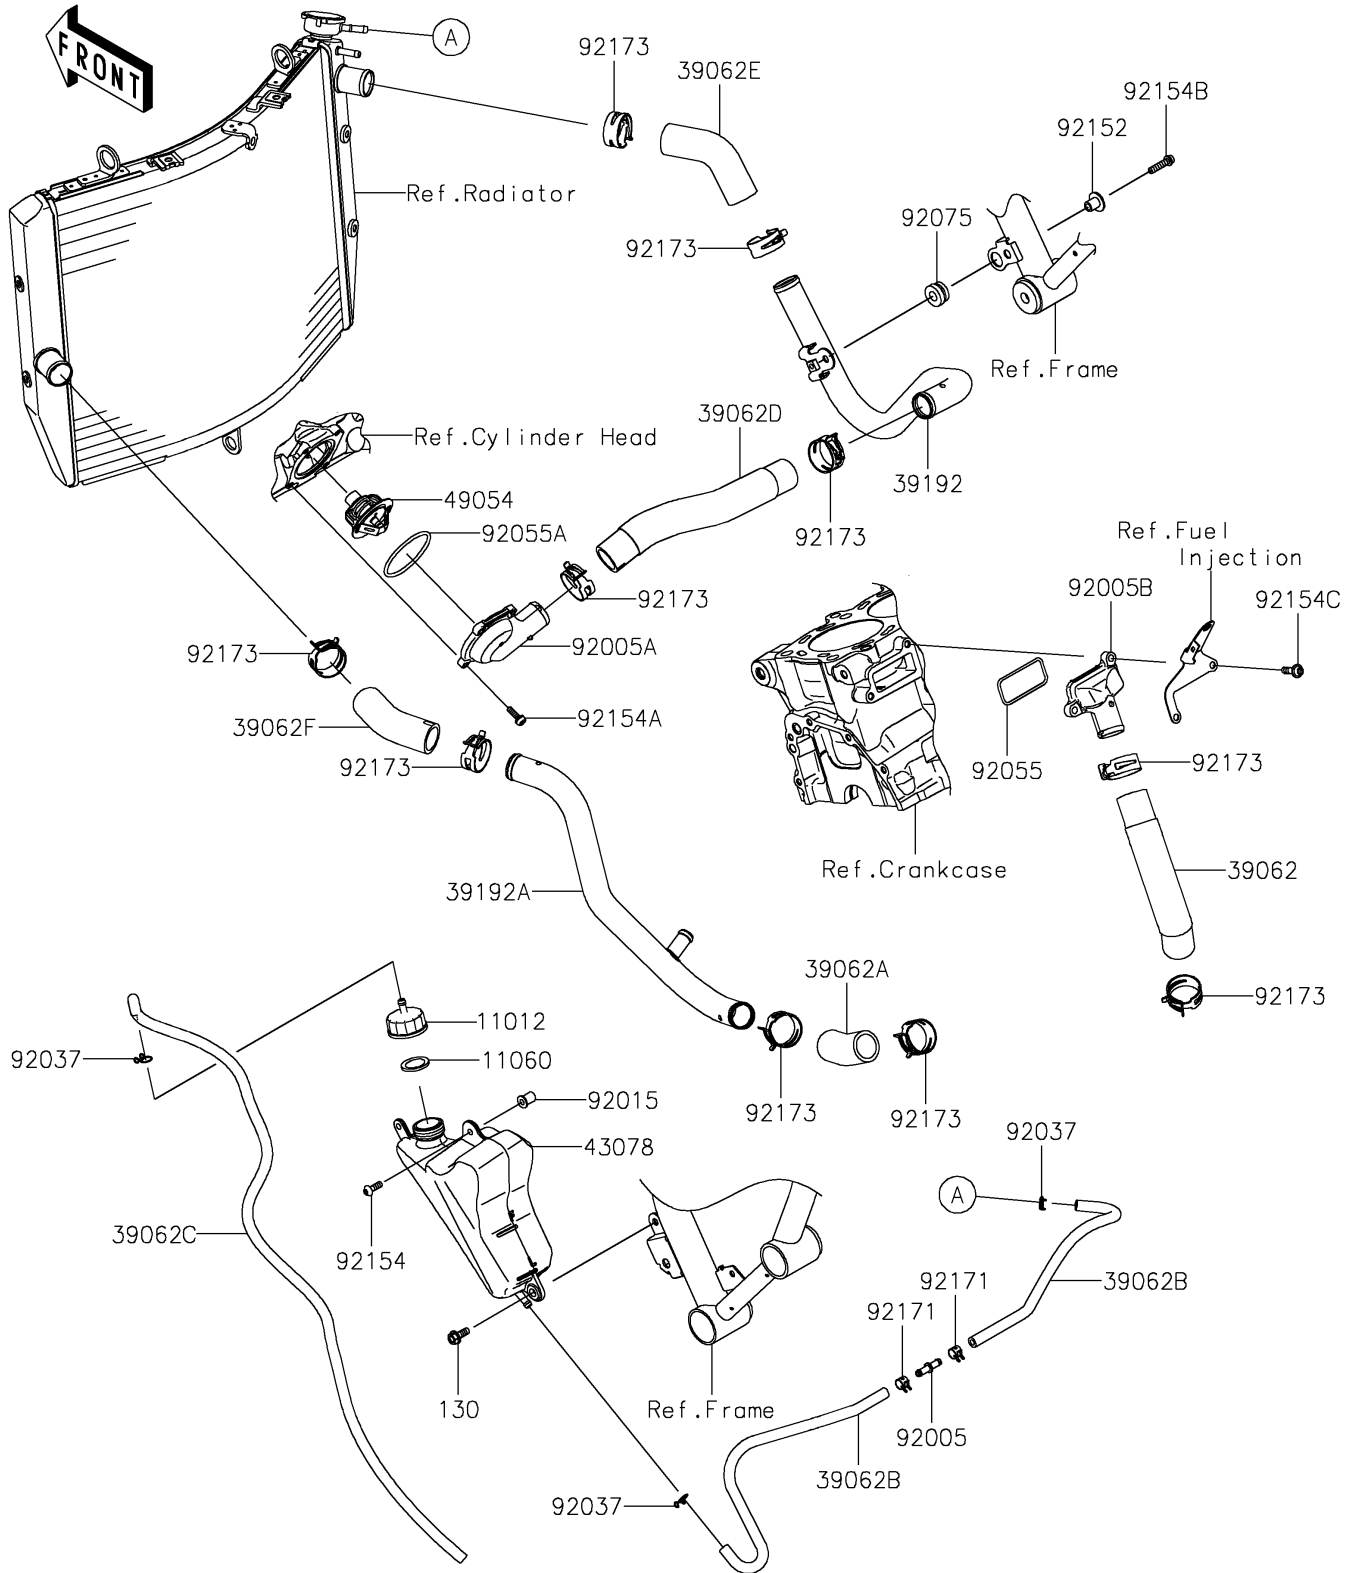 FRONT
A
92173
39062E
92154B
92152
Ref.Radiator
92173
92075
Ref.Frame
39062D
Ref.Cylinder Head
39192
49054
92055A
92173
Ref.Fuel
Injection
92005B
92154C
92173
92005A
92173
39062F
92154A
92173
92055
92173
Ref.Crankcase
39062
39192A
39062A
92173
11012
92037
11060
92015
92173
92173
43078
92037
A
39062C
92154
39062B
92171
92171
130
Ref.Frame
92005
39062B
92037